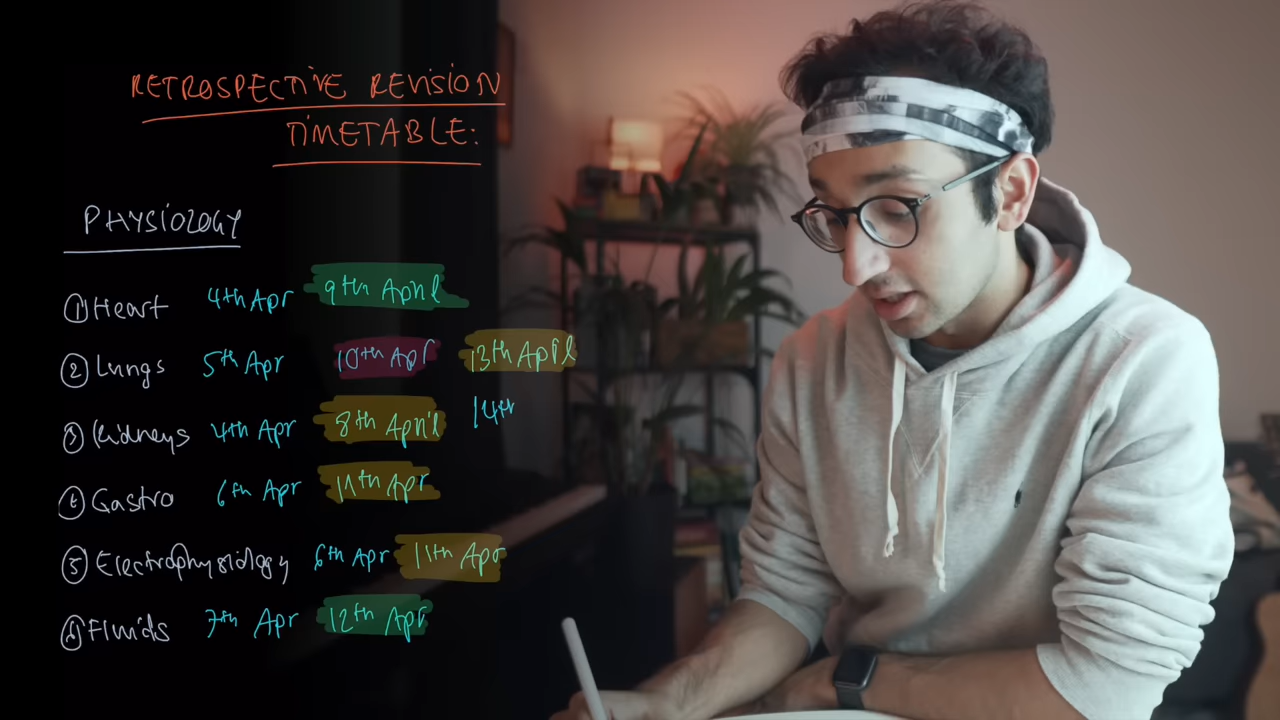 RETROSPECTIVE REVISION
TIMETABLE:
PHYSIOLOGY
① Heart 4th Apr 9th April
② Lungs 5th Apr 10th Apr 13th April
③ Kidneys 4th Apr 8th April 14th
④ Gastro 6th Apr 11th Apr
⑤ Electrophysiology 6th Apr 11th Apr
⑥ Fluids 7th Apr 12th Apr